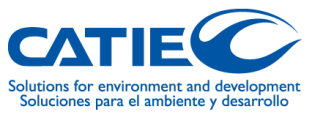 CATIE
Solutions for environment and development
Soluciones para el ambiente y desarrollo